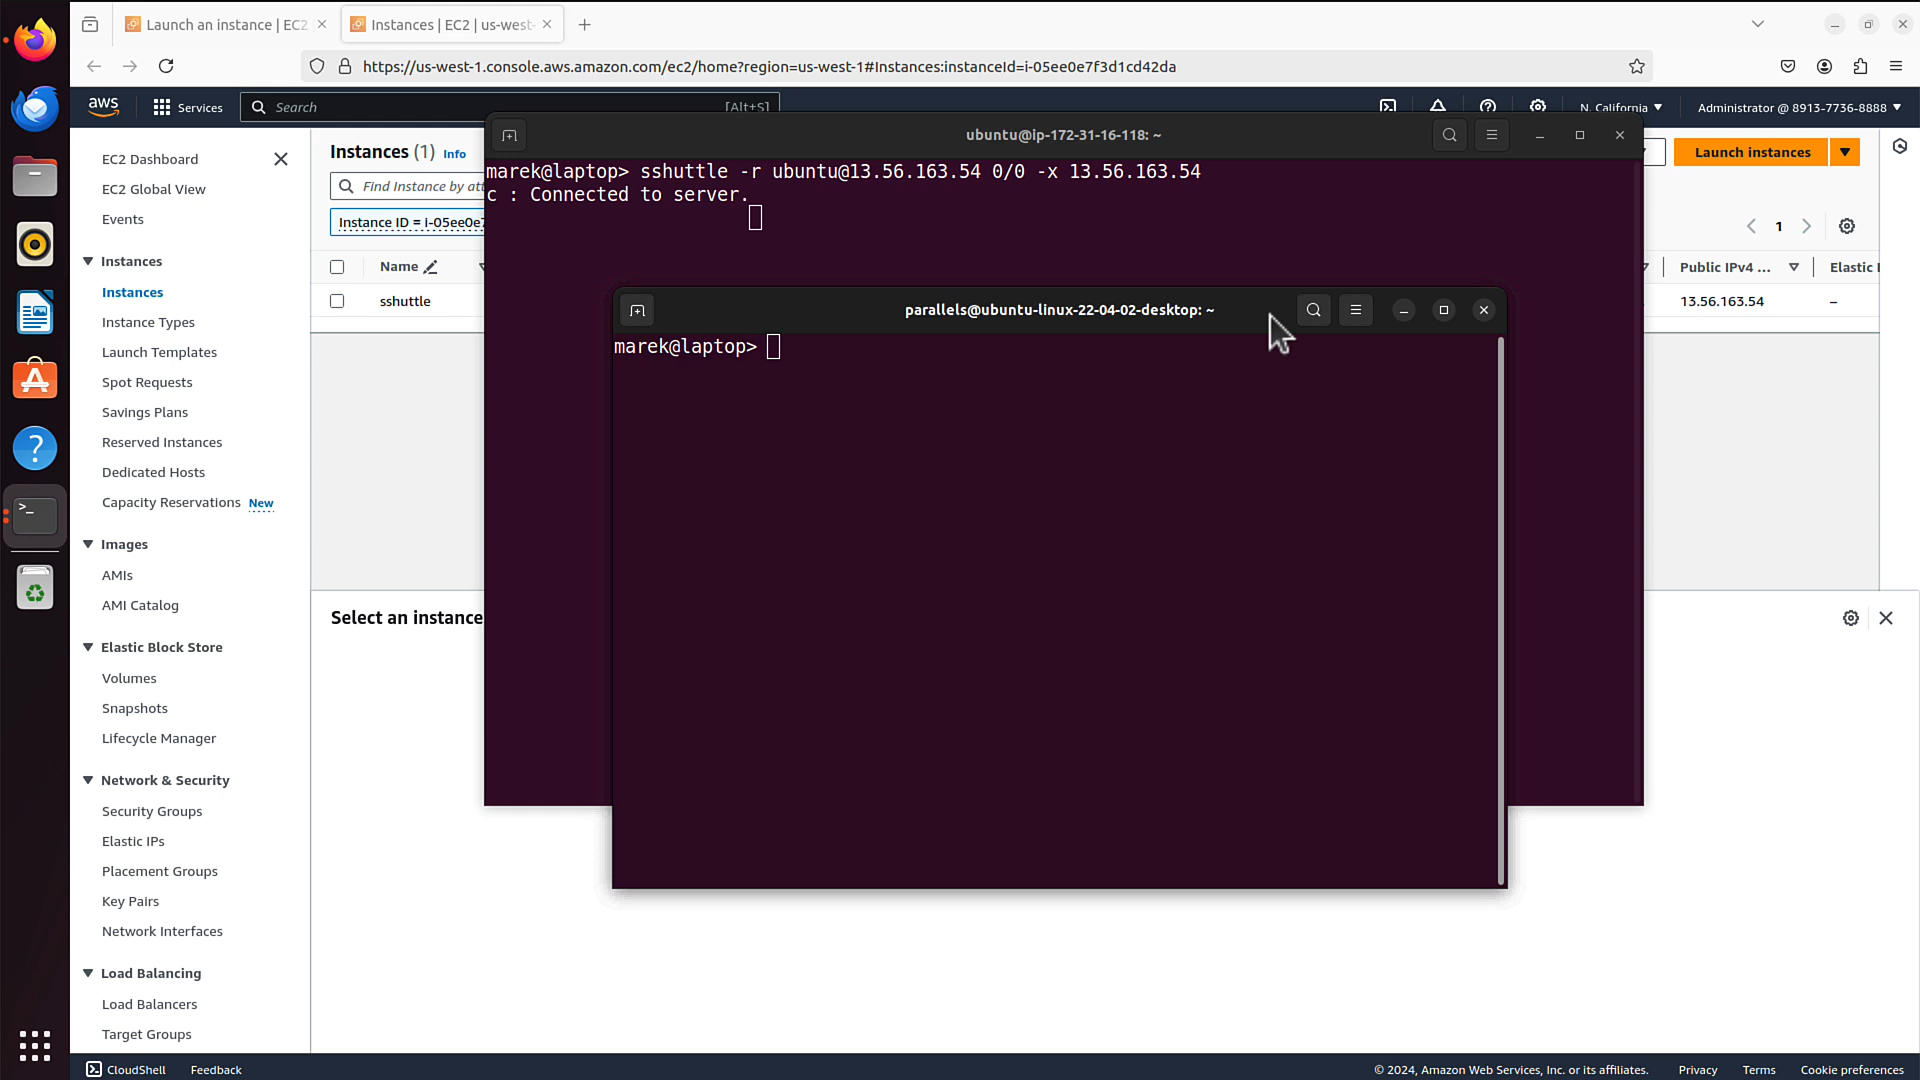 Launch an instance | EC2
Instances | EC2 | us-west-
https://us-west-1.console.aws.amazon.com/ec2/home?region=us-west-1#Instances:instanceId=i-05ee0e7f3d1cd42da
aws
Services
Search
[Alt+S]
N. California
Administrator @ 8913-7736-8888
EC2 Dashboard
EC2 Global View
Events
Instances
Instances
Instance Types
Launch Templates
Spot Requests
Savings Plans
Reserved Instances
Dedicated Hosts
Capacity Reservations New
Images
AMIs
AMI Catalog
Elastic Block Store
Volumes
Snapshots
Lifecycle Manager
Network & Security
Security Groups
Elastic IPs
Placement Groups
Key Pairs
Network Interfaces
Load Balancing
Load Balancers
Target Groups
Instances (1) Info
Launch instances
Find Instance by att
Instance ID = i-05ee0e7
1
Name
Public IPv4 ...
Elastic I
sshuttle
13.56.163.54
–
Select an instance
ubuntu@ip-172-31-16-118: ~
marek@laptop> sshuttle -r ubuntu@13.56.163.54 0/0 -x 13.56.163.54
c : Connected to server.
parallels@ubuntu-linux-22-04-02-desktop: ~
marek@laptop>
CloudShell
Feedback
© 2024, Amazon Web Services, Inc. or its affiliates.
Privacy
Terms
Cookie preferences